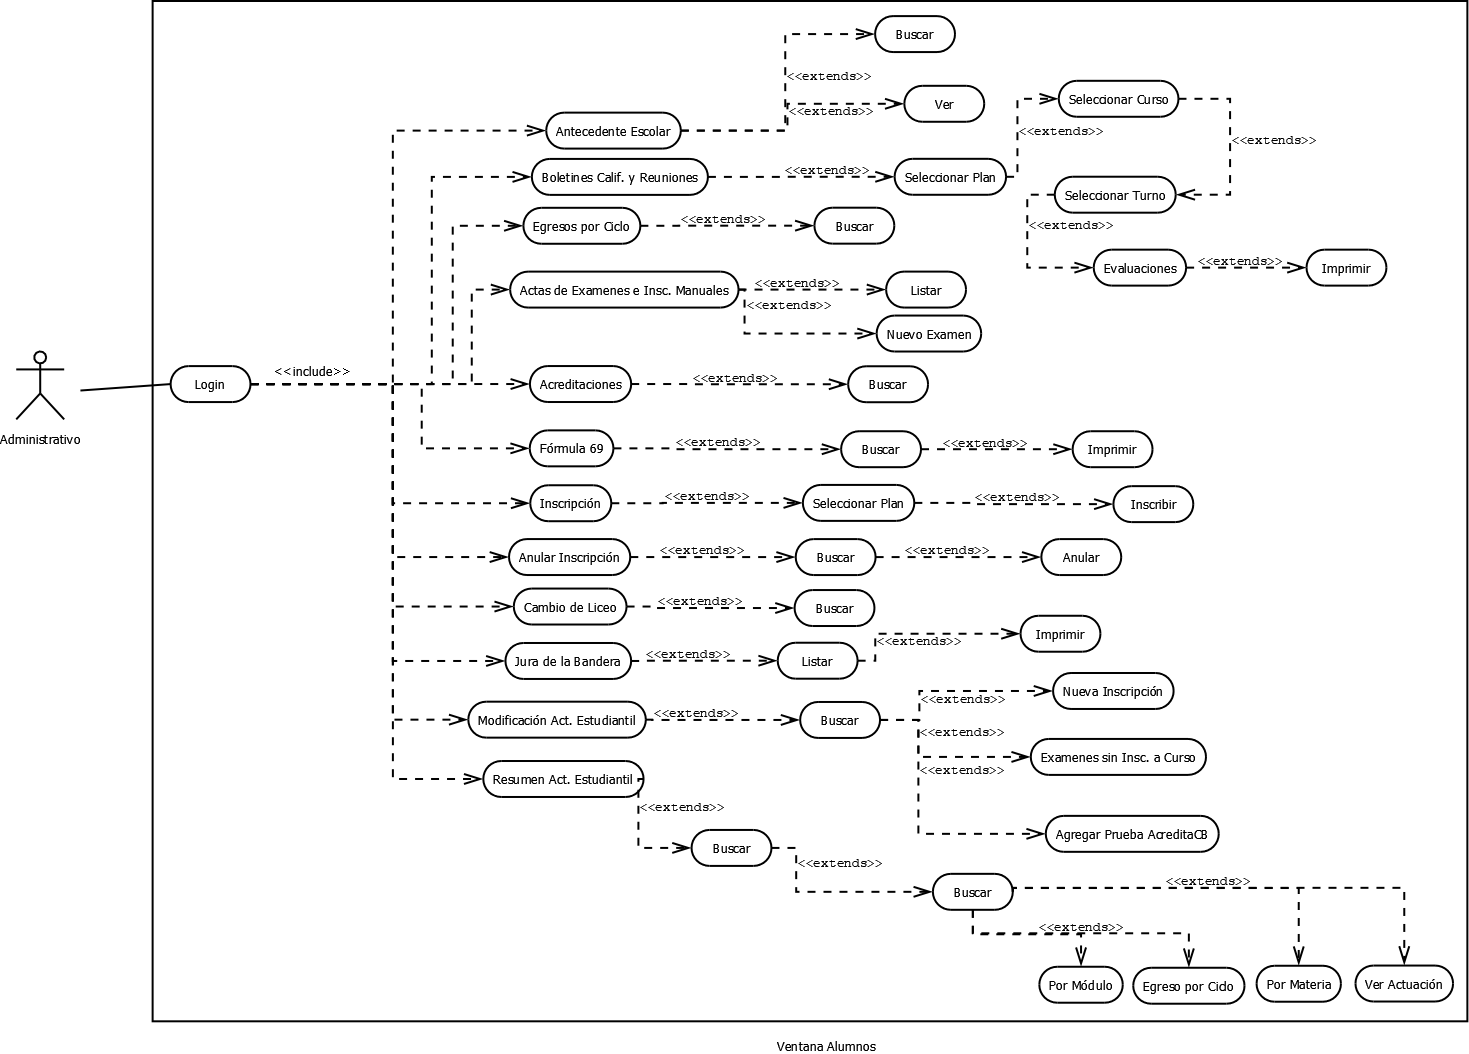 Buscar
<<extends>>
Ver
<<extends>>
Seleccionar Curso
Antecedente Escolar
<<extends>>
<<extends>>
Boletines Calif. y Reuniones
<<extends>>
Seleccionar Plan
Seleccionar Turno
Egresos por Ciclo
<<extends>>
Buscar
<<extends>>
Evaluaciones
<<extends>>
Imprimir
Actas de Examenes e Insc. Manuales
<<extends>>
Listar
<<extends>>
Nuevo Examen
Administrativo
Login
<<include>>
Acreditaciones
<<extends>>
Buscar
Fórmula 69
<<extends>>
Buscar
<<extends>>
Imprimir
Inscripción
<<extends>>
Seleccionar Plan
<<extends>>
Inscribir
Anular Inscripción
<<extends>>
Buscar
<<extends>>
Anular
Cambio de Liceo
<<extends>>
Buscar
Jura de la Bandera
<<extends>>
Listar
<<extends>>
Imprimir
Modificación Act. Estudiantil
<<extends>>
Buscar
<<extends>>
Nueva Inscripción
<<extends>>
Examenes sin Insc. a Curso
<<extends>>
Agregar Prueba AcreditaCB
Resumen Act. Estudiantil
<<extends>>
Buscar
<<extends>>
Buscar
<<extends>>
<<extends>>
Por Módulo
Egreso por Ciclo
Por Materia
Ver Actuación
Ventana Alumnos